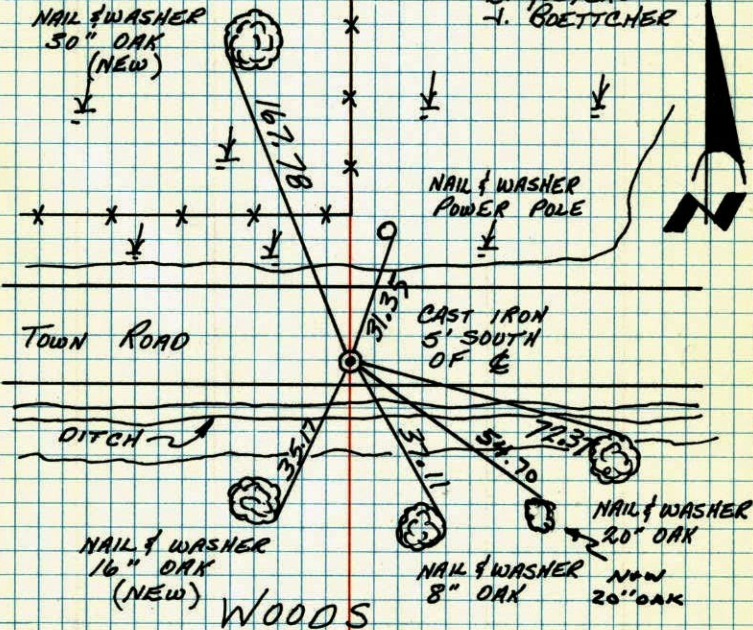 NAIL & WASHER
30" OAK
(NEW)
J. BOETTCHER
167.78
NAIL & WASHER
POWER POLE
N
31.35
CAST IRON
5' SOUTH
OF ℄
TOWN ROAD
DITCH
35.17
37.11
54.70
72.37
NAIL & WASHER
16" OAK
(NEW)
NAIL & WASHER
8" OAK
NAIL & WASHER
20" OAK
NOW
20" OAK
WOODS